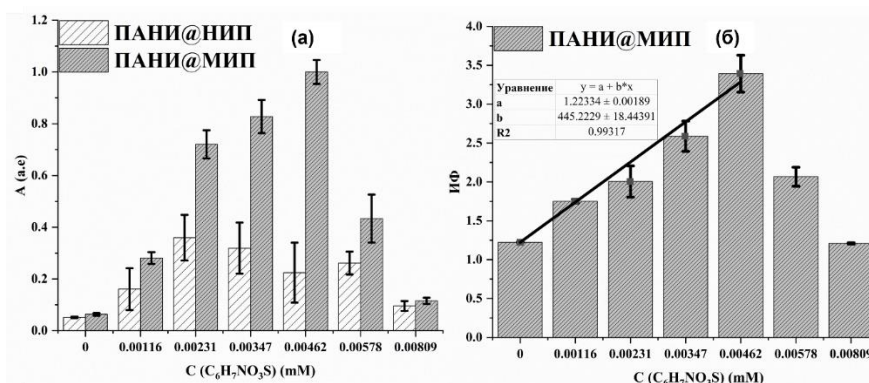 (а)
ПАНИ@НИП
ПАНИ@МИП
A (a.e)
1.2
1.0
0.8
0.6
0.4
0.2
0.0
0 0.00116 0.00231 0.00347 0.00462 0.00578 0.00809
C (C₆H₇NO₃S) (mM)
(б)
ПАНИ@МИП
Уравнение y = a + b*x
a 1.22334 ± 0.00189
b 445.2229 ± 18.44391
R2 0.99317
ИФ
4.0
3.5
3.0
2.5
2.0
1.5
1.0
0.5
0.0
0 0.00116 0.00231 0.00347 0.00462 0.00578 0.00809
C (C₆H₇NO₃S) (mM)